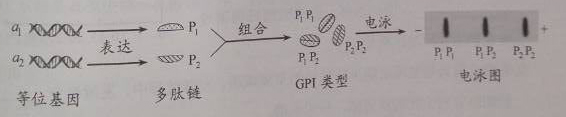 a₁ 表达 P₁
a₂ P₂
等位基因 多肽链
组合
P₁P₁
P₁P₂
P₂P₂
GPI 类型
电泳
− +
P₁P₁ P₁P₂ P₂P₂
电泳图